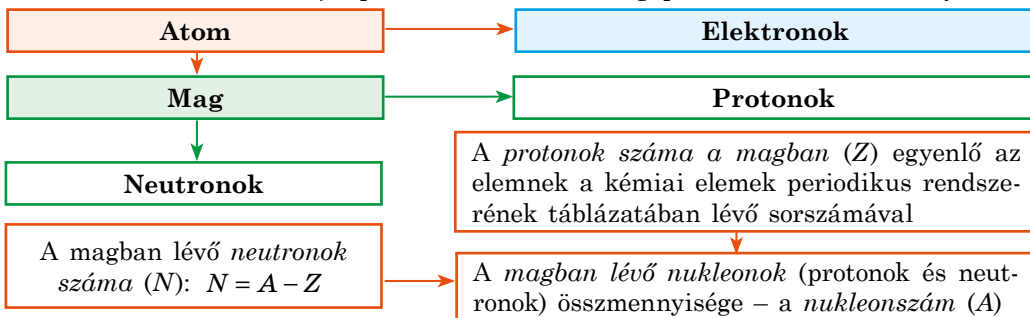 Atom
Elektronok
Mag
Protonok
Neutronok
A protonok száma a magban (Z) egyenlő az
elemnek a kémiai elemek periodikus rendsze-
rének táblázatában lévő sorszámával
A magban lévő neutronok
száma (N): N = A – Z
A magban lévő nukleonok (protonok és neut-
ronok) összmennyisége – a nukleonszám (A)